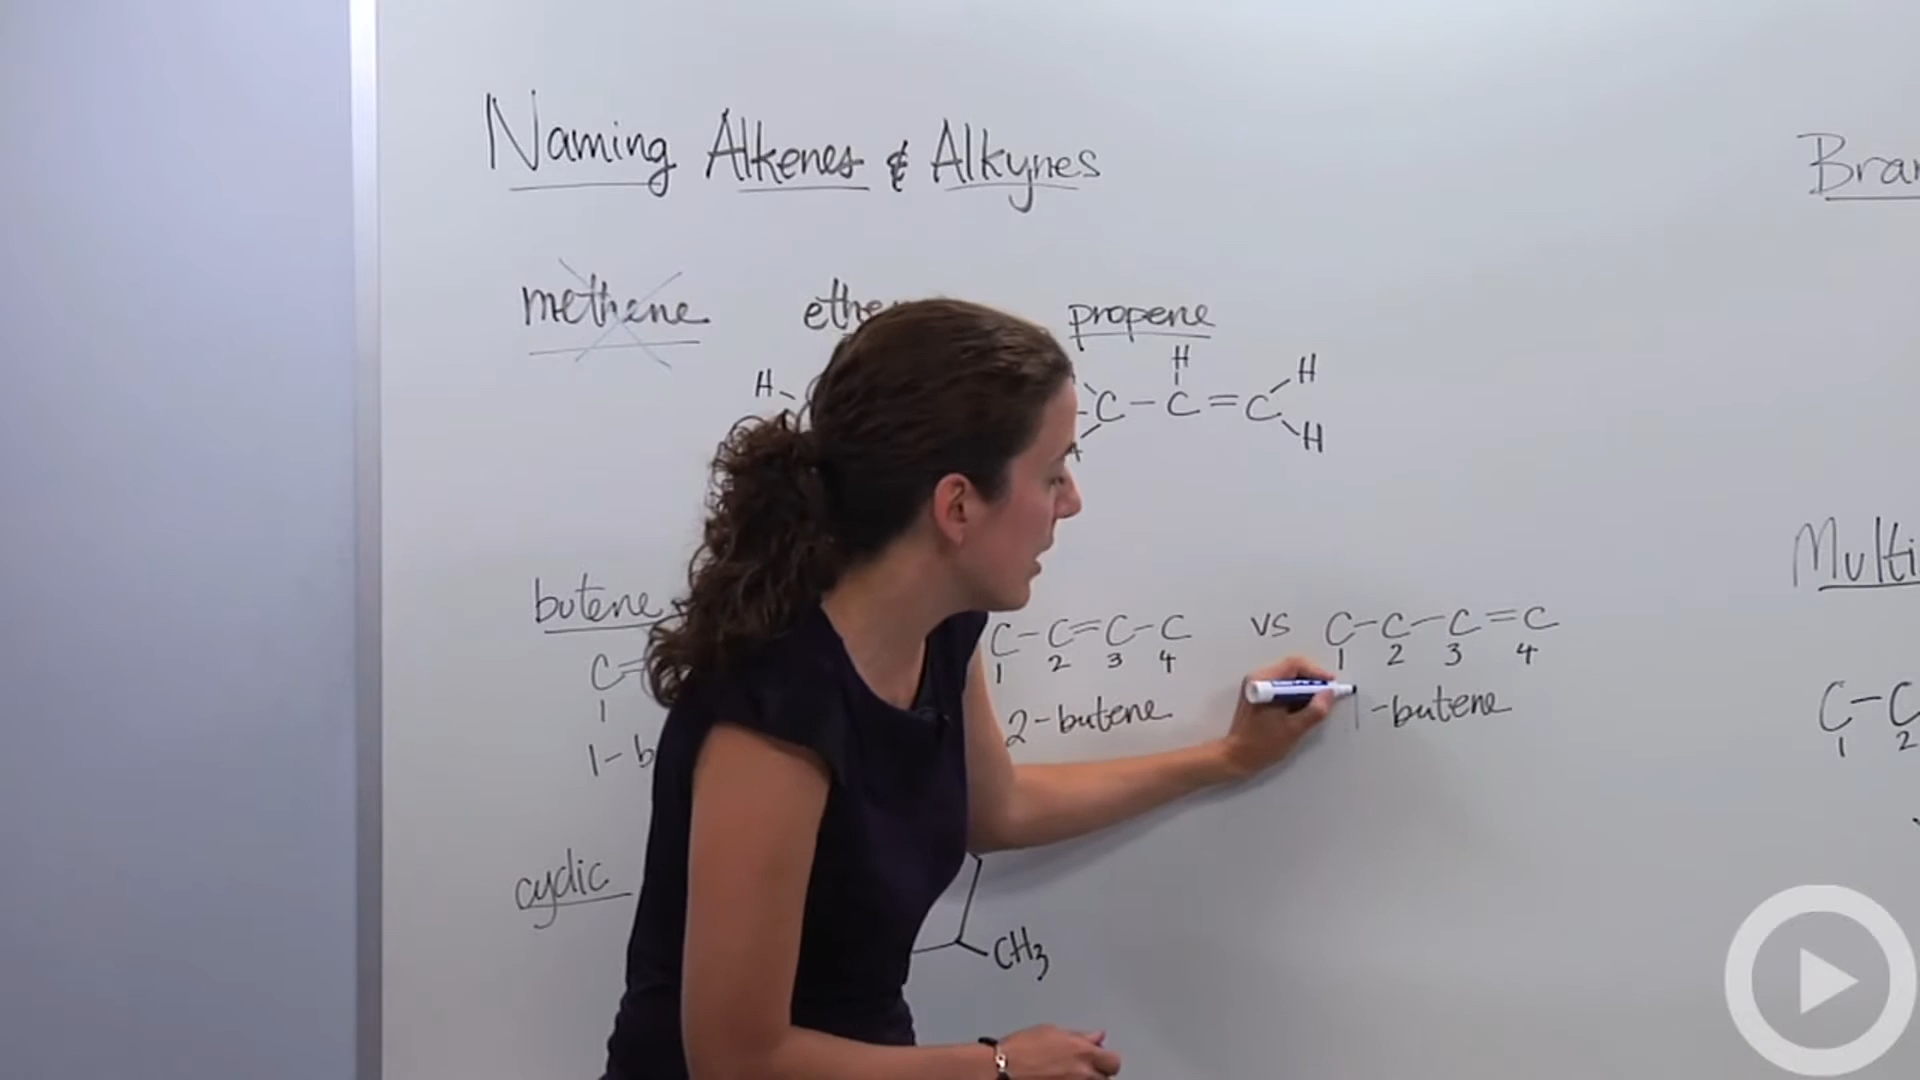 Naming Alkenes & Alkynes
Bra
methene
ethe
propene
H
H
H
C - C = C
H
Multi
butene
C - C = C - C vs C - C - C = C
1 2 3 4
1 2 3 4
C =
1
C - C
1 2
2-butene
1-butene
1-b
cyclic
CH3